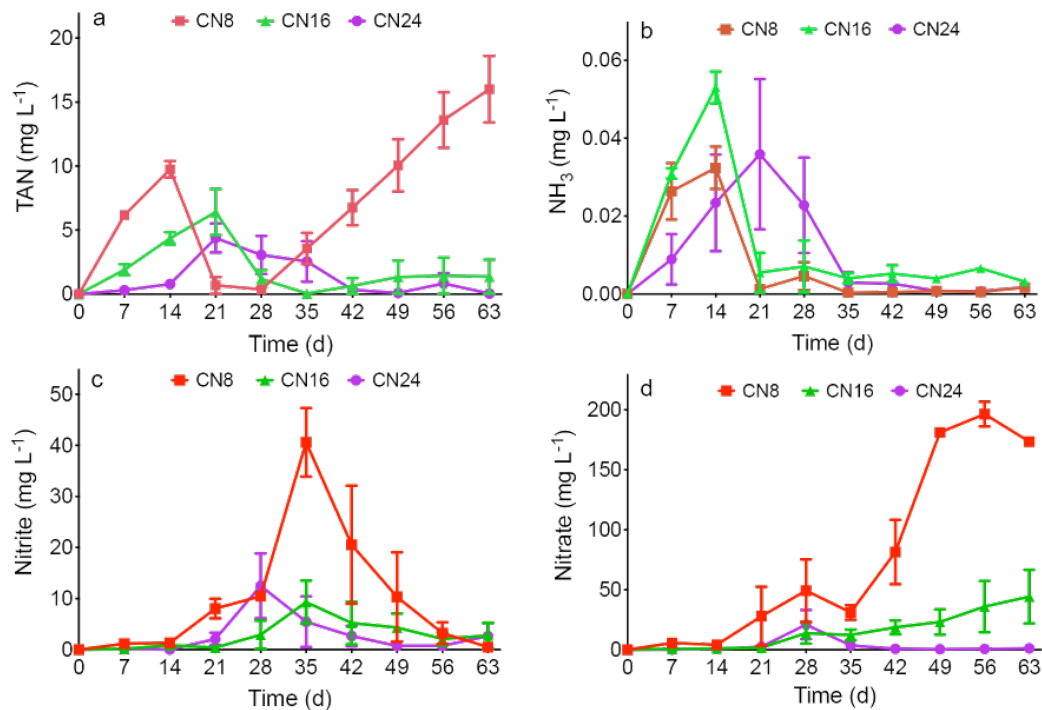 a
CN8 CN16 CN24
TAN (mg L⁻¹)
20
15
10
5
0
0 7 14 21 28 35 42 49 56 63
Time (d)
b
CN8 CN16 CN24
NH₃ (mg L⁻¹)
0.06
0.04
0.02
0.00
0 7 14 21 28 35 42 49 56 63
Time (d)
c
CN8 CN16 CN24
Nitrite (mg L⁻¹)
50
40
30
20
10
0
0 7 14 21 28 35 42 49 56 63
Time (d)
d
CN8 CN16 CN24
Nitrate (mg L⁻¹)
200
150
100
50
0
0 7 14 21 28 35 42 49 56 63
Time (d)